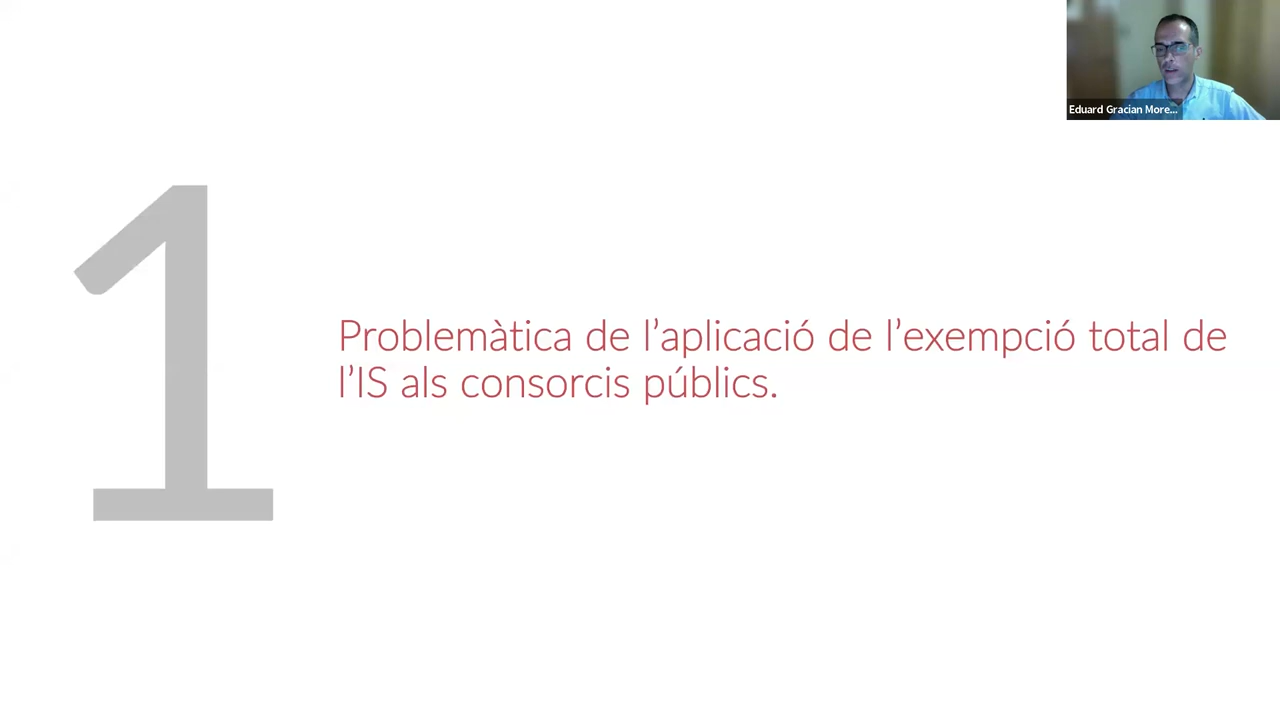 Eduard Gracian More...
1
Problemàtica de l’aplicació de l’exempció total de
l’IS als consorcis públics.